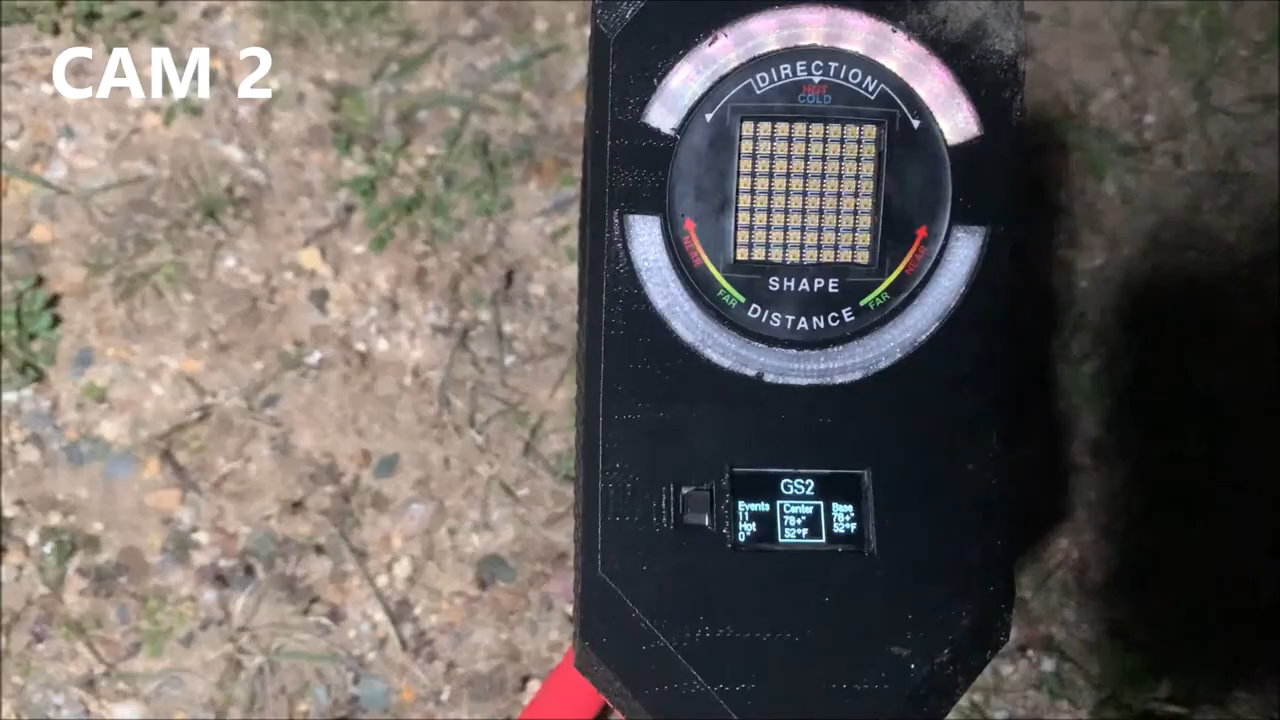 CAM 2
DIRECTION
HOT
COLD
NEAR
NEAR
FAR
FAR
SHAPE
DISTANCE
GS2
Events
11
Hot
0"
Center
78+"
52°F
Base
78+"
52°F